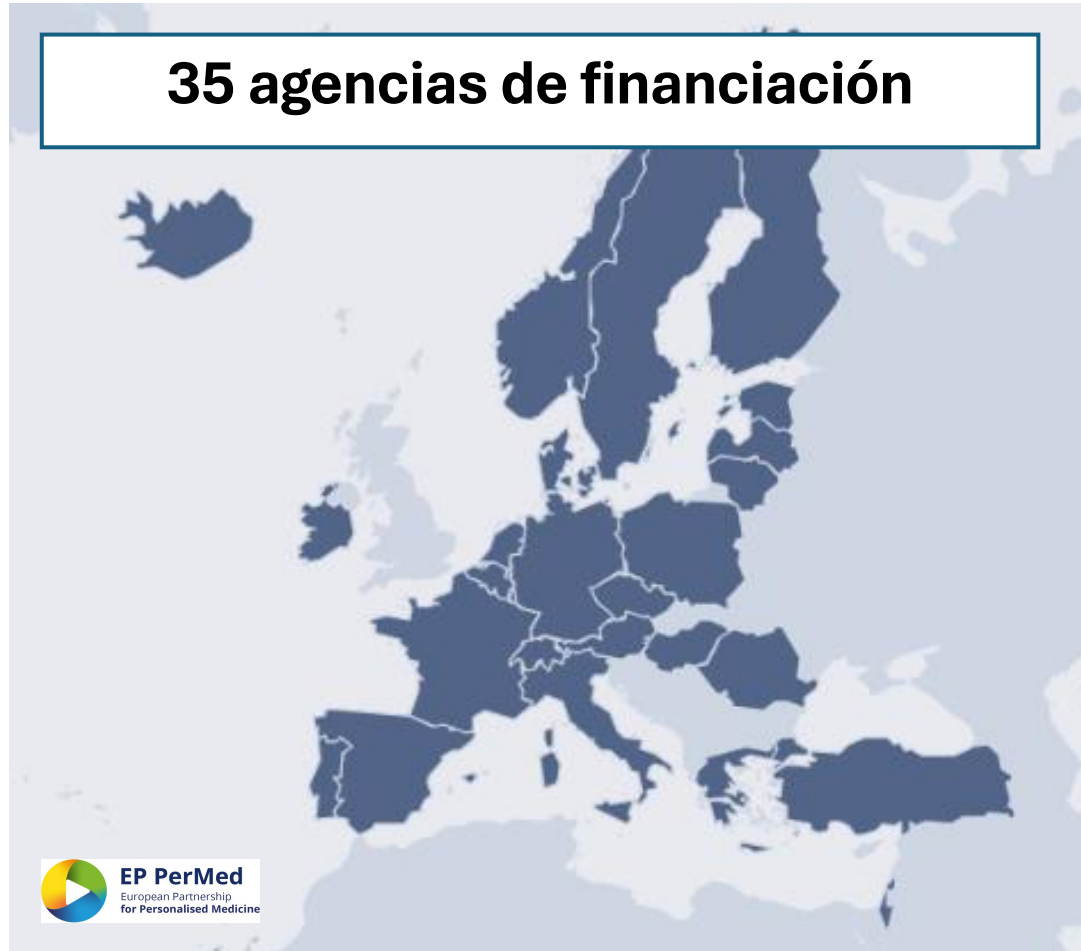 35 agencias de financiación
EP PerMed
European Partnership
for Personalised Medicine